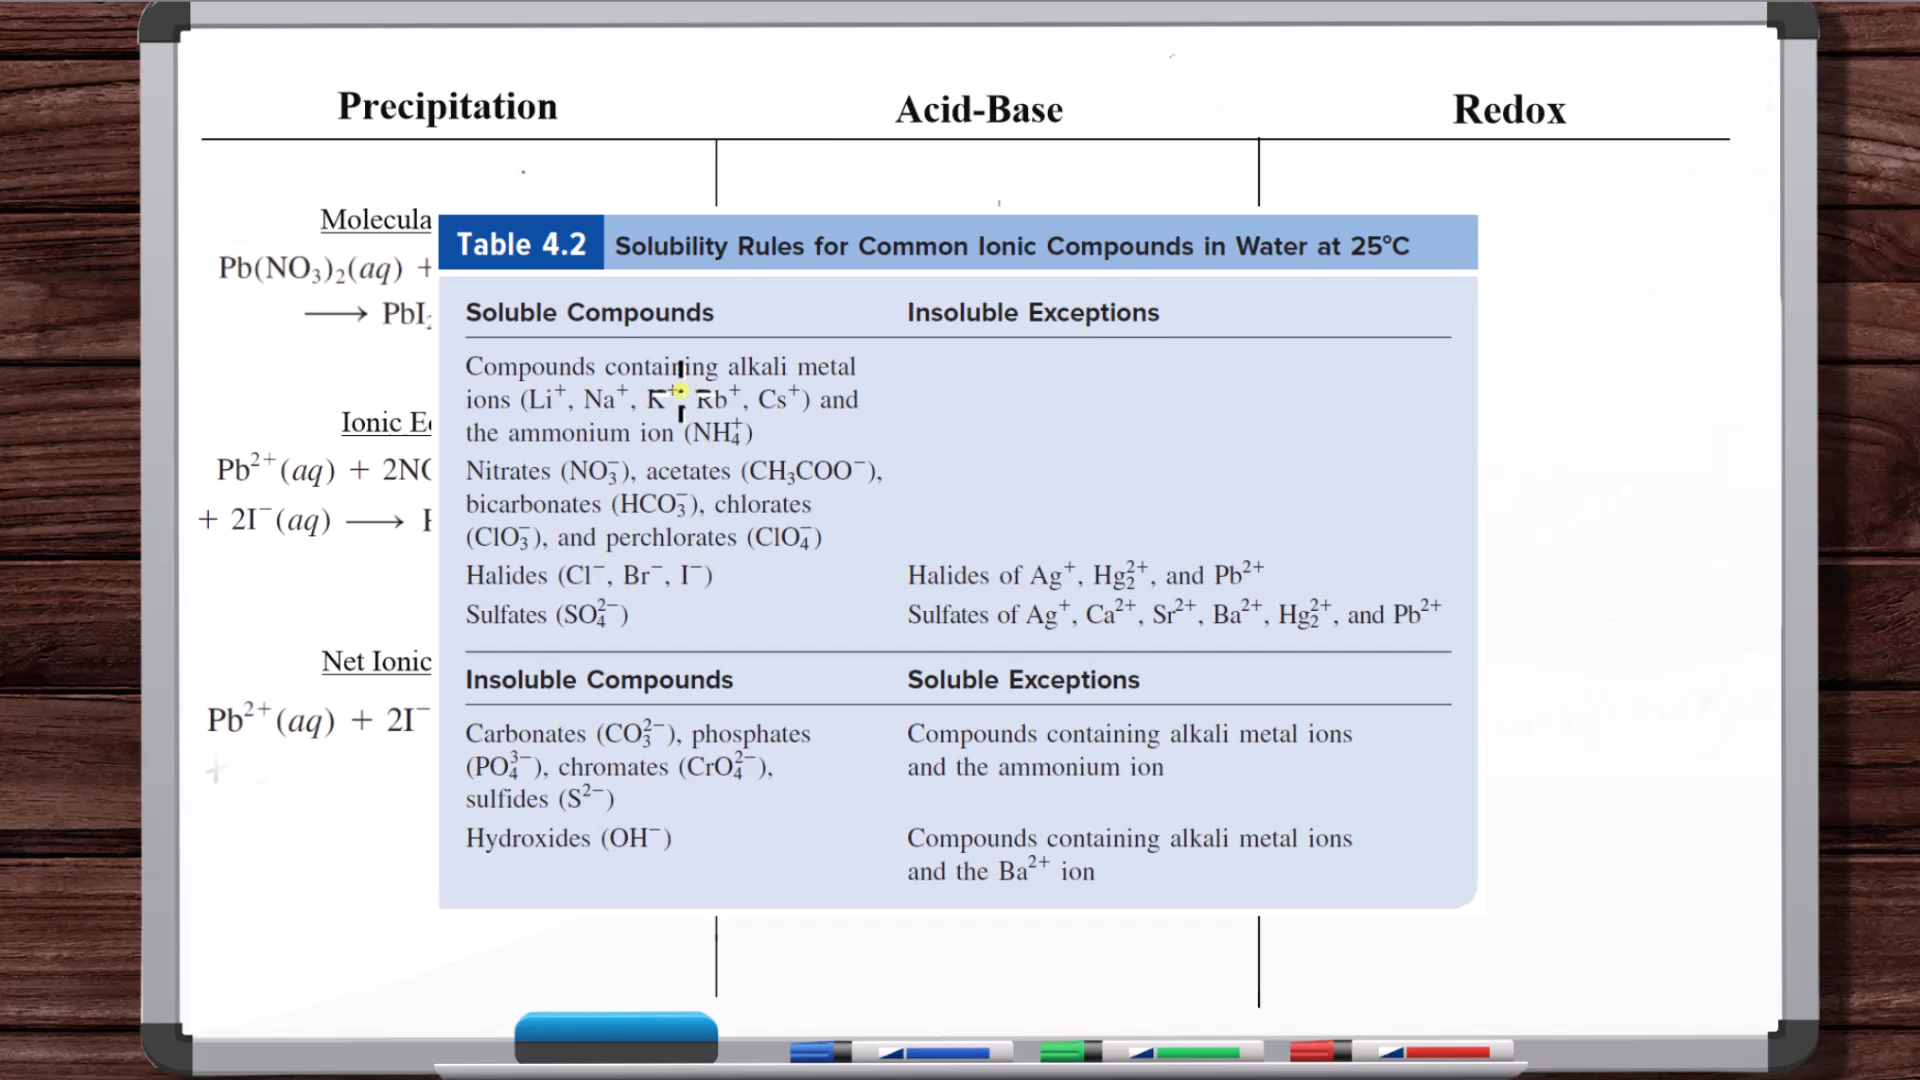 Precipitation Acid-Base Redox
Molecula
Pb(NO₃)₂(aq) +
⟶ PbI₂
Ionic E
Pb²⁺(aq) + 2N
+ 2I⁻(aq) ⟶
Net Ionic
Pb²⁺(aq) + 2I⁻
+
Table 4.2 Solubility Rules for Common Ionic Compounds in Water at 25°C
Soluble Compounds Insoluble Exceptions
Compounds containing alkali metal
ions (Li⁺, Na⁺, K⁺, Rb⁺, Cs⁺) and
the ammonium ion (NH₄⁺)
Nitrates (NO₃⁻), acetates (CH₃COO⁻),
bicarbonates (HCO₃⁻), chlorates
(ClO₃⁻), and perchlorates (ClO₄⁻)
Halides (Cl⁻, Br⁻, I⁻) Halides of Ag⁺, Hg₂²⁺, and Pb²⁺
Sulfates (SO₄²⁻) Sulfates of Ag⁺, Ca²⁺, Sr²⁺, Ba²⁺, Hg₂²⁺, and Pb²⁺
Insoluble Compounds Soluble Exceptions
Carbonates (CO₃²⁻), phosphates Compounds containing alkali metal ions
(PO₄³⁻), chromates (CrO₄²⁻), and the ammonium ion
sulfides (S²⁻)
Hydroxides (OH⁻) Compounds containing alkali metal ions
and the Ba²⁺ ion